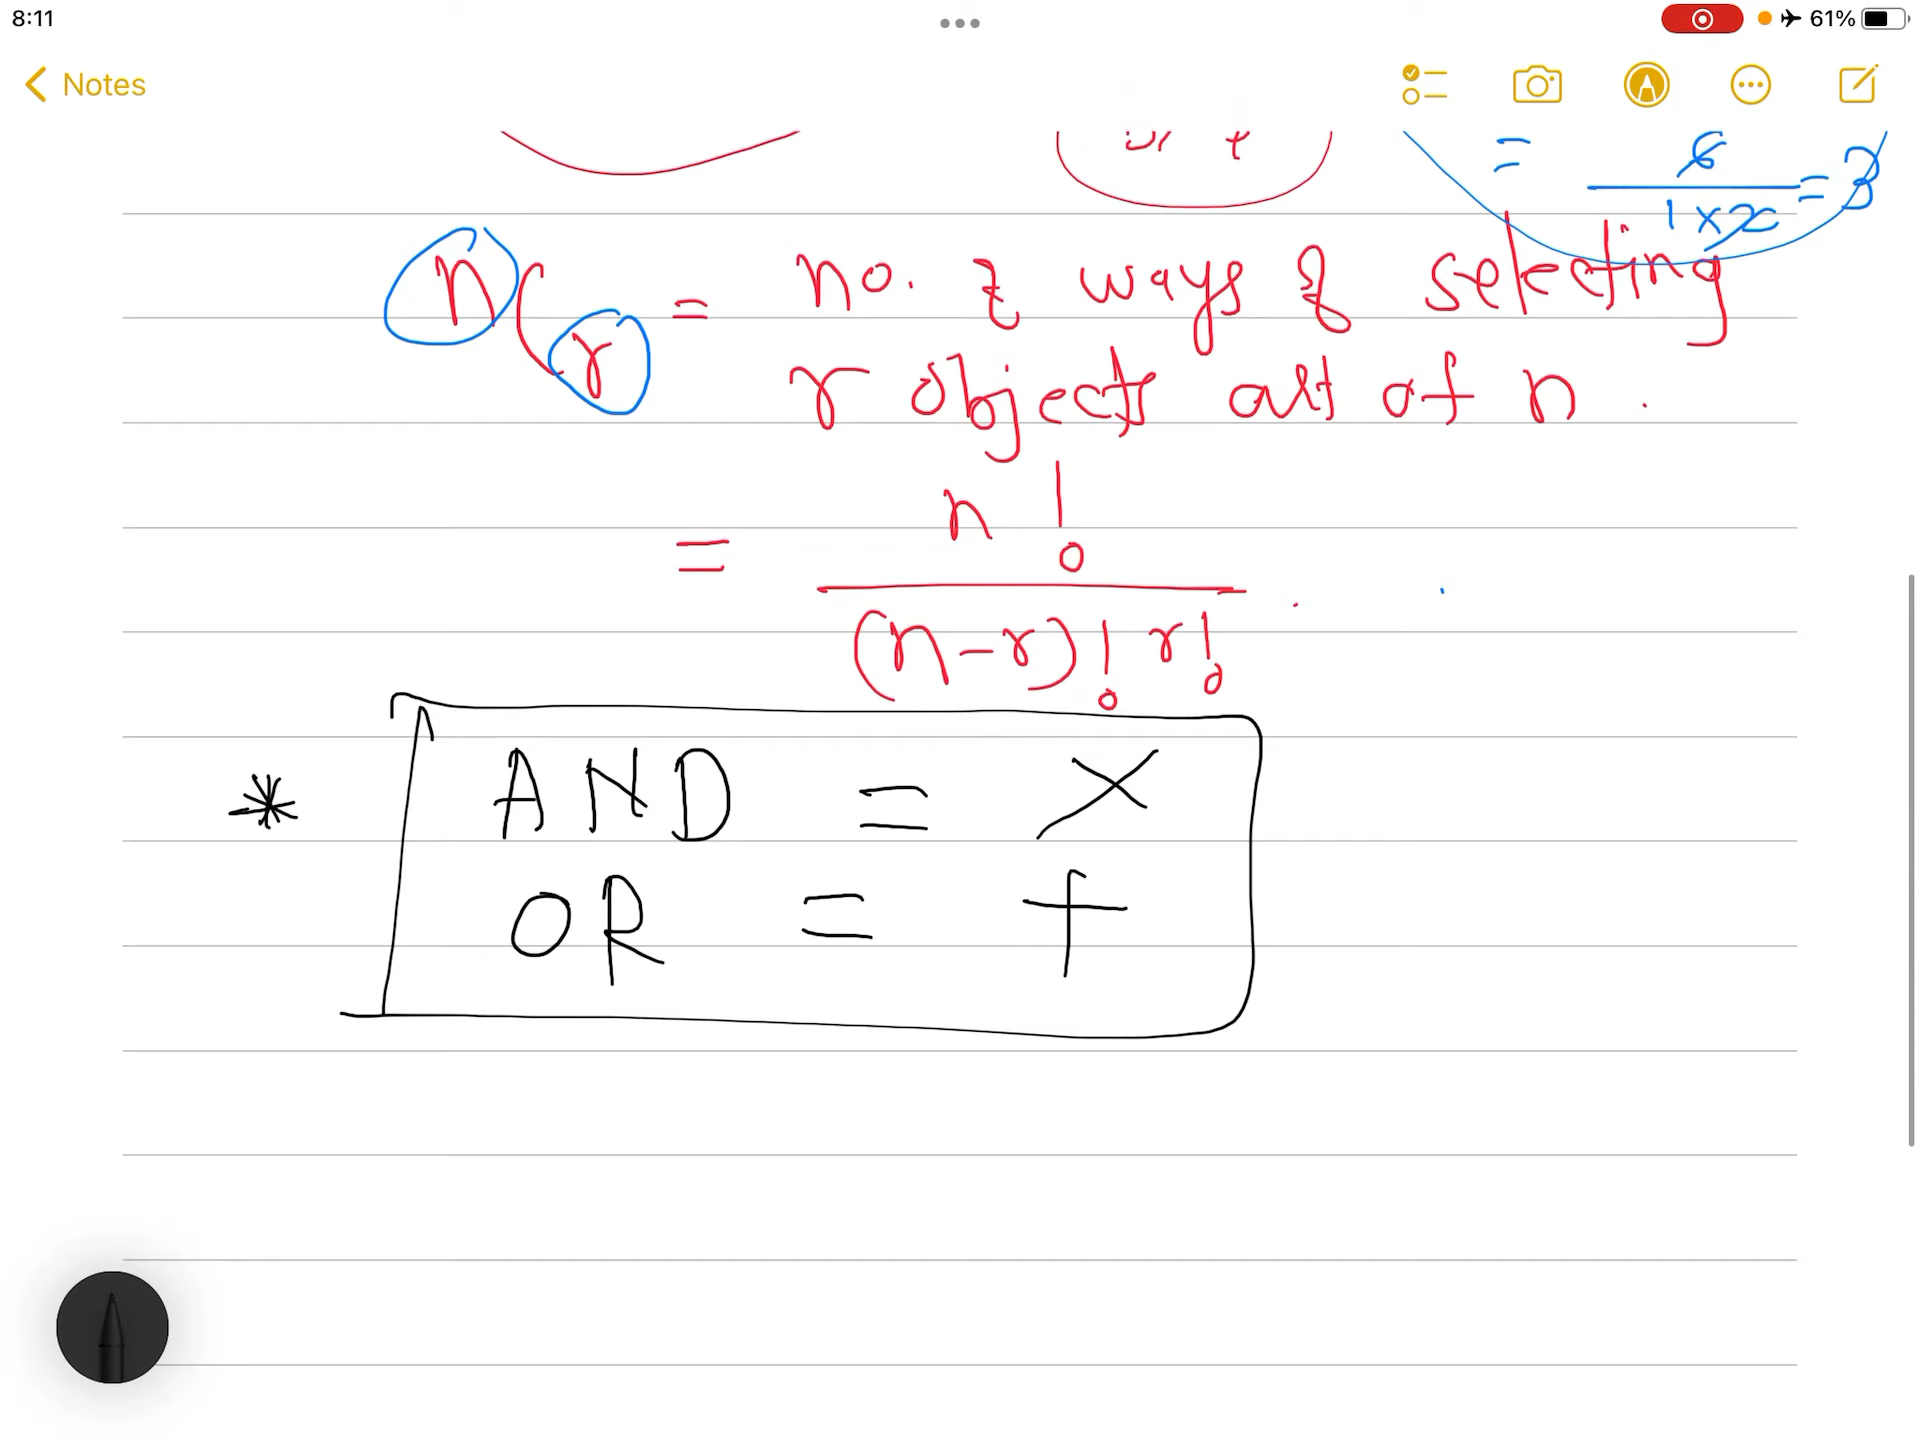 8:11
61%
Notes
= 6 / 1 x 2 = 3
nCr = no. of ways of selecting
r objects out of n.
= n! / (n-r)! r!
* AND = X
OR = +